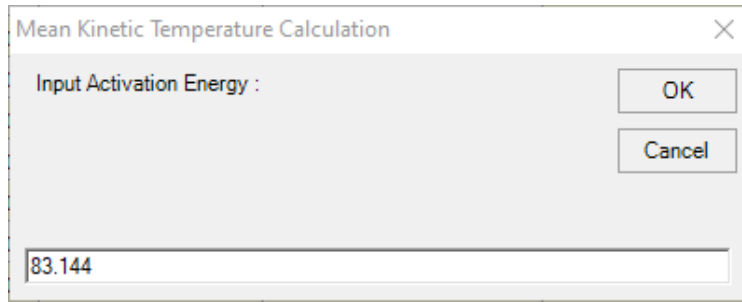 Mean Kinetic Temperature Calculation
Input Activation Energy :
OK
Cancel
83.144